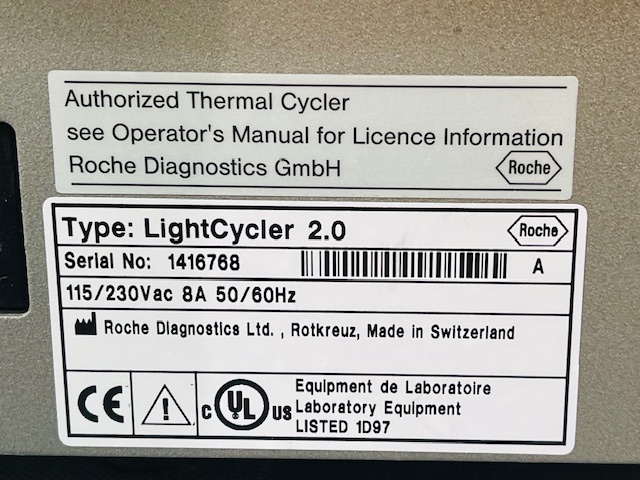 Authorized Thermal Cycler
see Operator's Manual for Licence Information
Roche Diagnostics GmbH
Roche
Type: LightCycler 2.0
Roche
Serial No: 1416768
A
115/230Vac 8A 50/60Hz
Roche Diagnostics Ltd., Rotkreuz, Made in Switzerland
CE
C UL US
Equipment de Laboratoire
Laboratory Equipment
LISTED 1D97